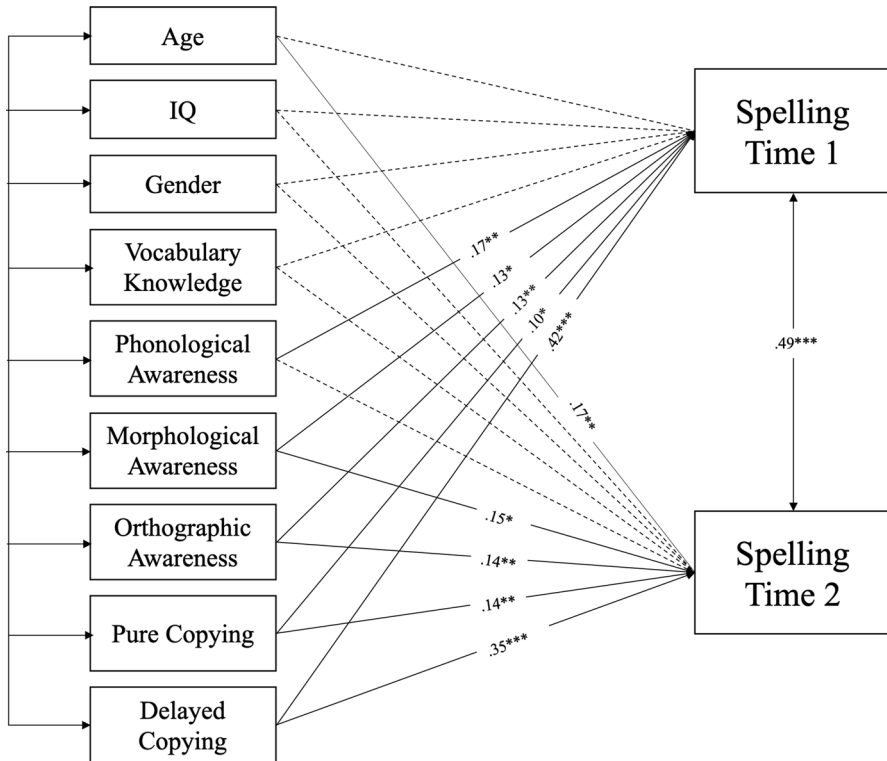 Age
IQ
Gender
Vocabulary
Knowledge
Phonological
Awareness
Morphological
Awareness
Orthographic
Awareness
Pure Copying
Delayed
Copying
.17**
.13*
.13**
.10*
.42***
.17**
.15*
.14**
.14**
.35***
Spelling
Time 1
.49***
Spelling
Time 2